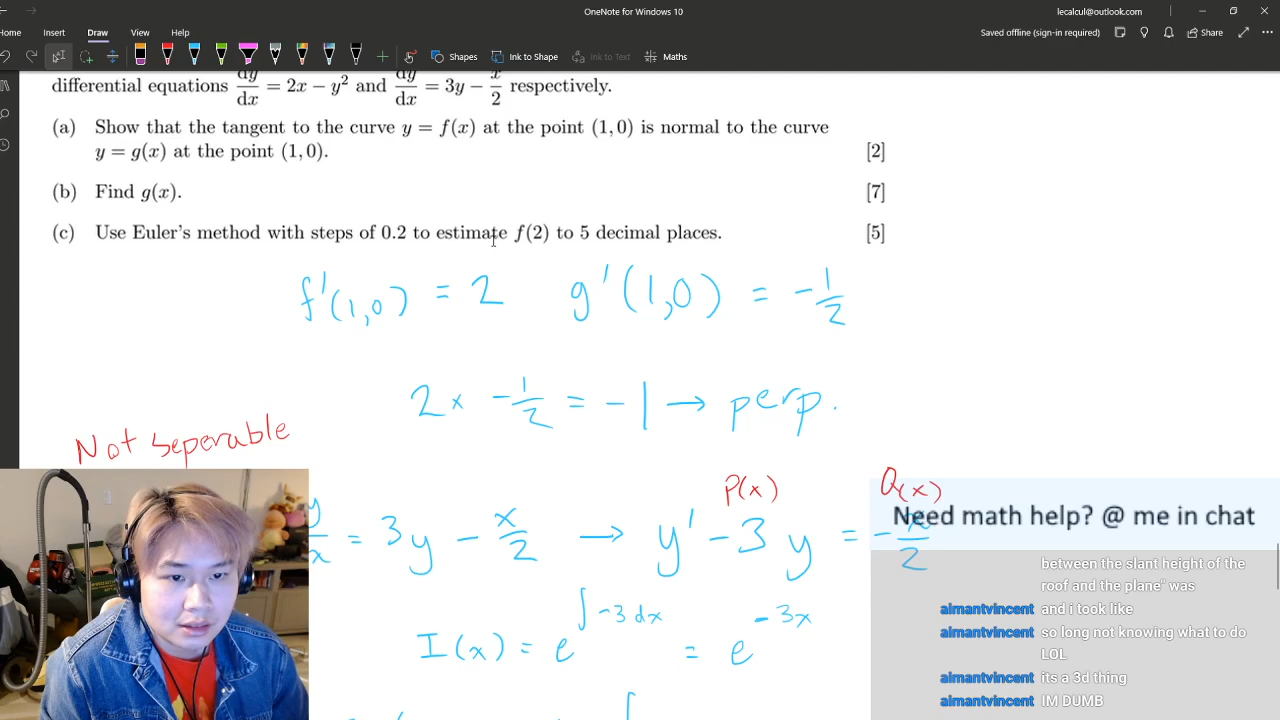 OneNote for Windows 10
lecalcul@outlook.com
Home Insert Draw View Help
Saved offline (sign-in required) Share
Shapes Ink to Shape Ink to Text Maths
differential equations dy/dx = 2x − y² and dy/dx = 3y − x/2 respectively.
(a) Show that the tangent to the curve y = f(x) at the point (1, 0) is normal to the curve
y = g(x) at the point (1, 0). [2]
(b) Find g(x). [7]
(c) Use Euler's method with steps of 0.2 to estimate f(2) to 5 decimal places. [5]
f'(1,0) = 2 g'(1,0) = -1/2
2 × -1/2 = -1 → perp.
Not seperable
P(x) Q(x)
y/x = 3y - x/2 → y' - 3y = -x/2
I(x) = e^∫-3dx = e^-3x
Need math help? @ me in chat
between the slant height of the
roof and the plane" was
aimantvincent and i took like
aimantvincent so long not knowing what to do
LOL
aimantvincent its a 3d thing
aimantvincent IM DUMB